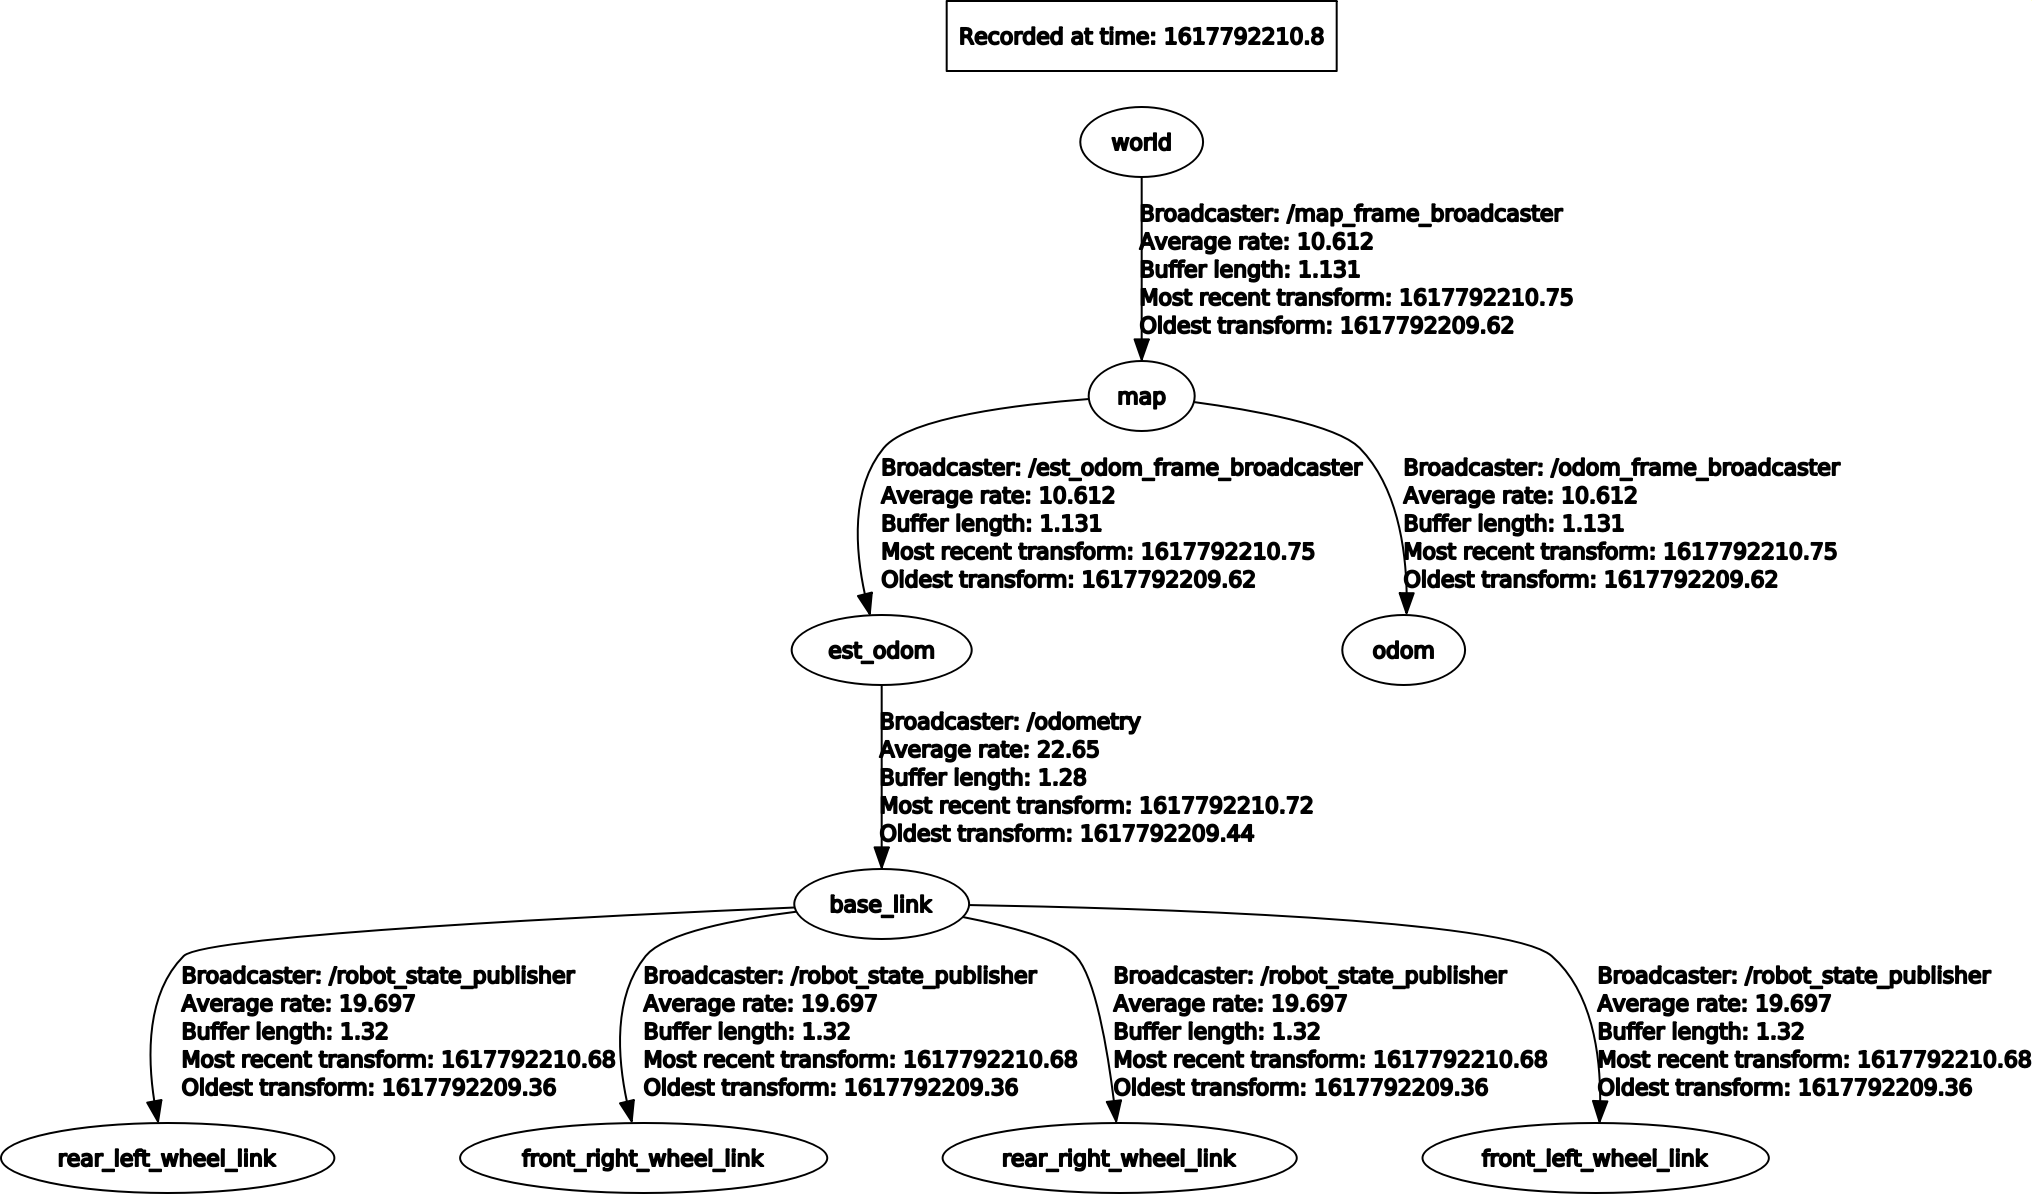 Recorded at time: 1617792210.8
world
Broadcaster: /map_frame_broadcaster
Average rate: 10.612
Buffer length: 1.131
Most recent transform: 1617792210.75
Oldest transform: 1617792209.62
map
Broadcaster: /est_odom_frame_broadcaster
Average rate: 10.612
Buffer length: 1.131
Most recent transform: 1617792210.75
Oldest transform: 1617792209.62
Broadcaster: /odom_frame_broadcaster
Average rate: 10.612
Buffer length: 1.131
Most recent transform: 1617792210.75
Oldest transform: 1617792209.62
est_odom
odom
Broadcaster: /odometry
Average rate: 22.65
Buffer length: 1.28
Most recent transform: 1617792210.72
Oldest transform: 1617792209.44
base_link
Broadcaster: /robot_state_publisher
Average rate: 19.697
Buffer length: 1.32
Most recent transform: 1617792210.68
Oldest transform: 1617792209.36
Broadcaster: /robot_state_publisher
Average rate: 19.697
Buffer length: 1.32
Most recent transform: 1617792210.68
Oldest transform: 1617792209.36
Broadcaster: /robot_state_publisher
Average rate: 19.697
Buffer length: 1.32
Most recent transform: 1617792210.68
Oldest transform: 1617792209.36
Broadcaster: /robot_state_publisher
Average rate: 19.697
Buffer length: 1.32
Most recent transform: 1617792210.68
Oldest transform: 1617792209.36
rear_left_wheel_link
front_right_wheel_link
rear_right_wheel_link
front_left_wheel_link